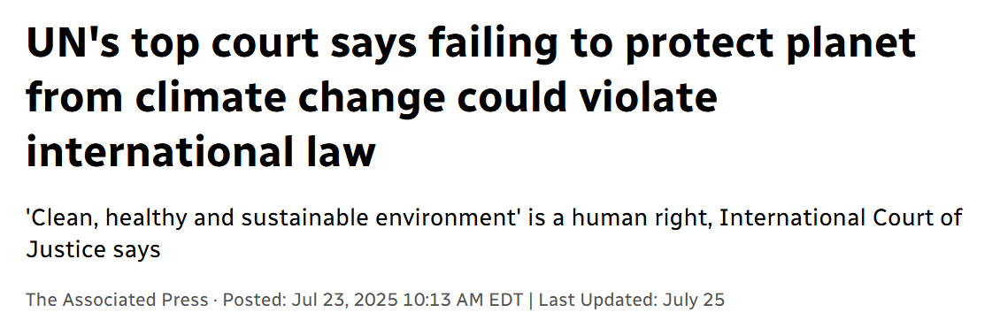 UN's top court says failing to protect planet
from climate change could violate
international law
'Clean, healthy and sustainable environment' is a human right, International Court of
Justice says
The Associated Press · Posted: Jul 23, 2025 10:13 AM EDT | Last Updated: July 25